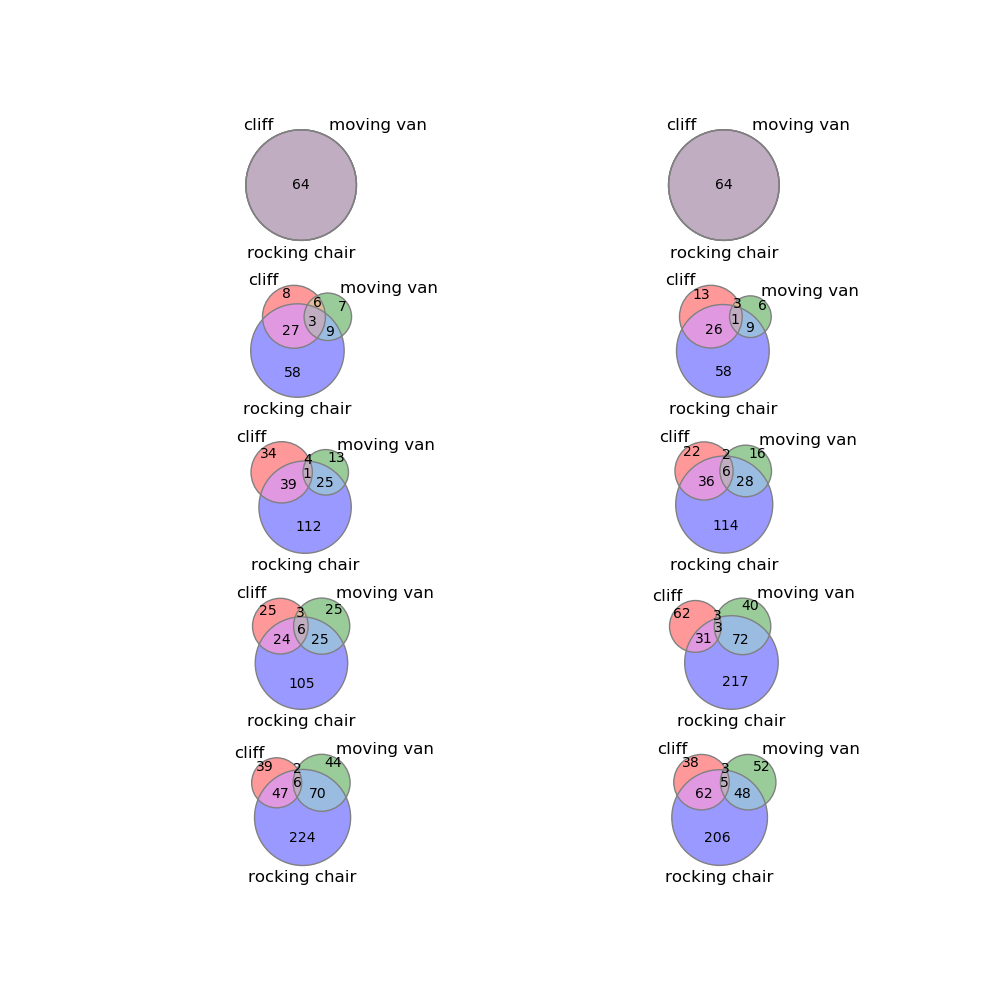 cliff moving van cliff moving van
64 64
rocking chair rocking chair
cliff moving van cliff moving van
8 6 7 13 3 6
27 3 9 26 1 9
58 58
rocking chair rocking chair
cliff moving van cliff moving van
34 4 13 22 2 16
39 1 25 36 6 28
112 114
rocking chair rocking chair
cliff moving van cliff moving van
25 3 25 62 3 40
24 6 25 31 3 72
105 217
rocking chair rocking chair
cliff moving van cliff moving van
39 2 44 38 3 52
47 6 70 62 5 48
224 206
rocking chair rocking chair